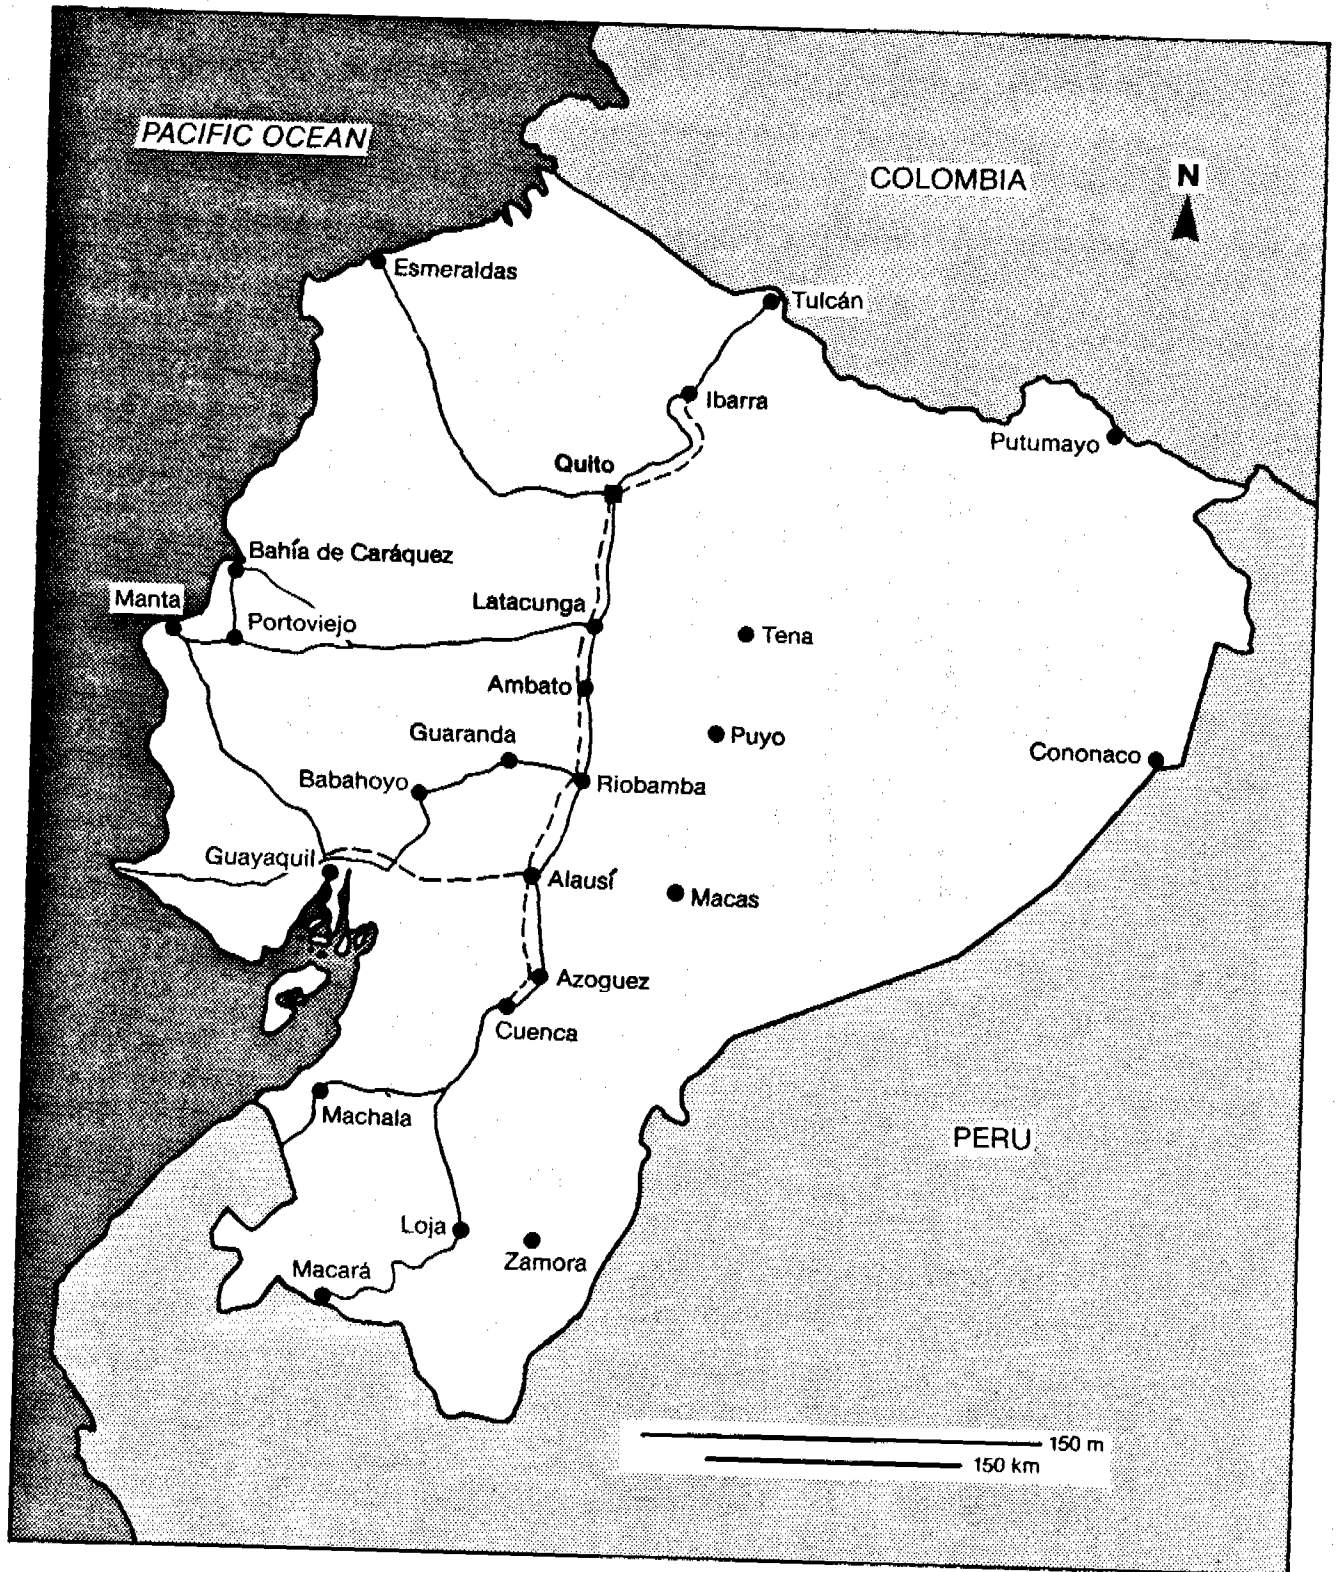 PACIFIC OCEAN
COLOMBIA
N
Esmeraldas
Tulcán
Ibarra
Putumayo
Quito
Bahía de Caráquez
Manta
Latacunga
Portoviejo
Tena
Ambato
Guaranda
Puyo
Cononaco
Babahoyo
Riobamba
Guayaquil
Alausí
Macas
Azoguez
Cuenca
Machala
PERU
Loja
Zamora
Macará
150 m
150 km